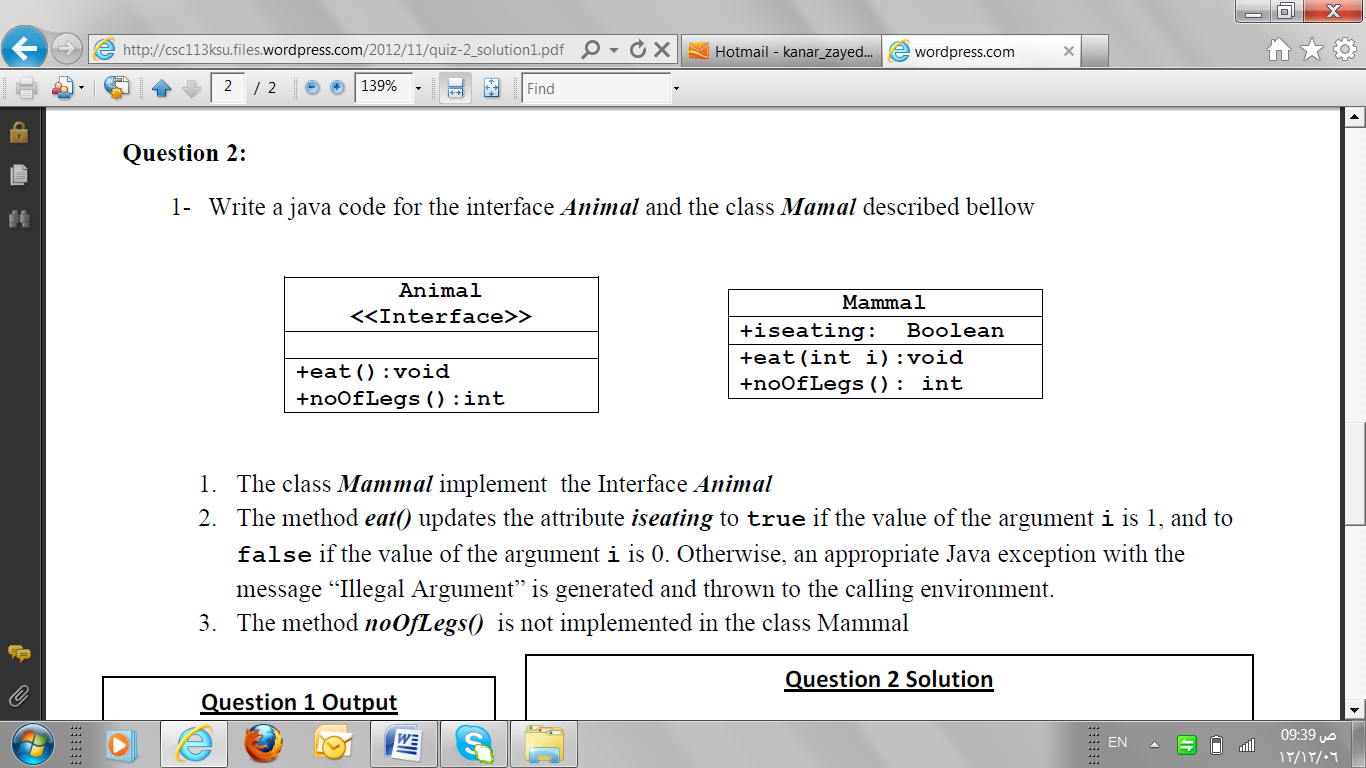 http://csc113ksu.files.wordpress.com/2012/11/quiz-2_solution1.pdf
Hotmail - kanar_zayed...
wordpress.com
2 / 2
139%
Find
Question 2:
1- Write a java code for the interface Animal and the class Mamal described bellow
Animal
<<Interface>>
+eat():void
+noOfLegs():int
Mammal
+iseating: Boolean
+eat(int i):void
+noOfLegs(): int
1. The class Mammal implement the Interface Animal
2. The method eat() updates the attribute iseating to true if the value of the argument i is 1, and to
false if the value of the argument i is 0. Otherwise, an appropriate Java exception with the
message “Illegal Argument” is generated and thrown to the calling environment.
3. The method noOfLegs() is not implemented in the class Mammal
Question 1 Output
Question 2 Solution
EN
09:39 ص
١٢/١٢/٠٦